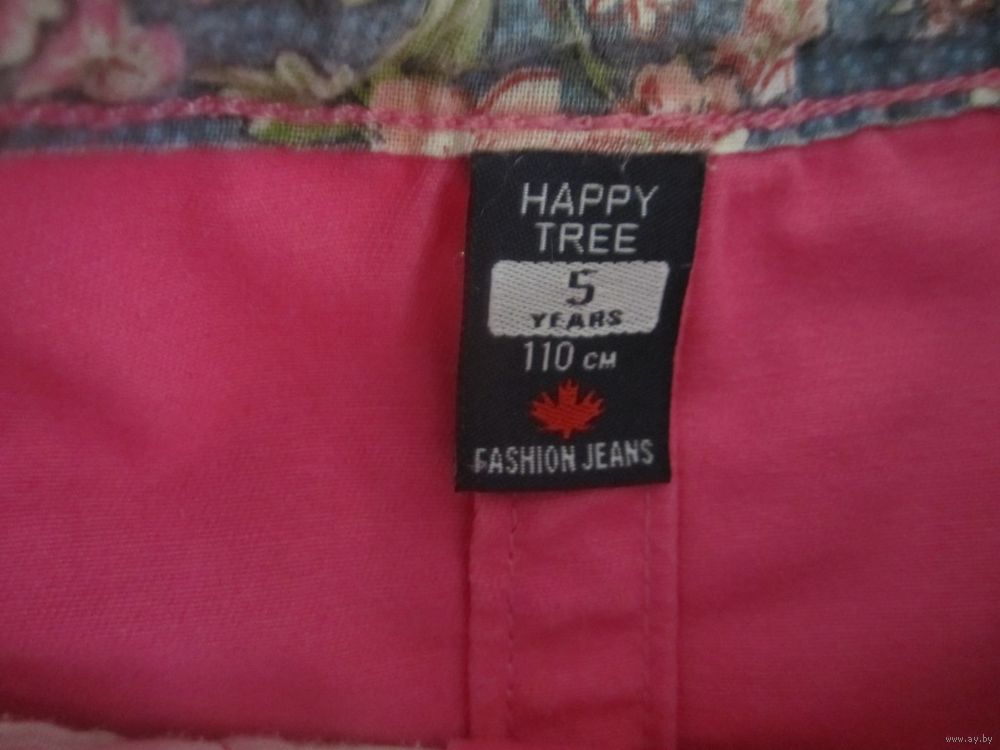 HAPPY
TREE
5
YEARS
110 CM
FASHION JEANS
www.ay.by